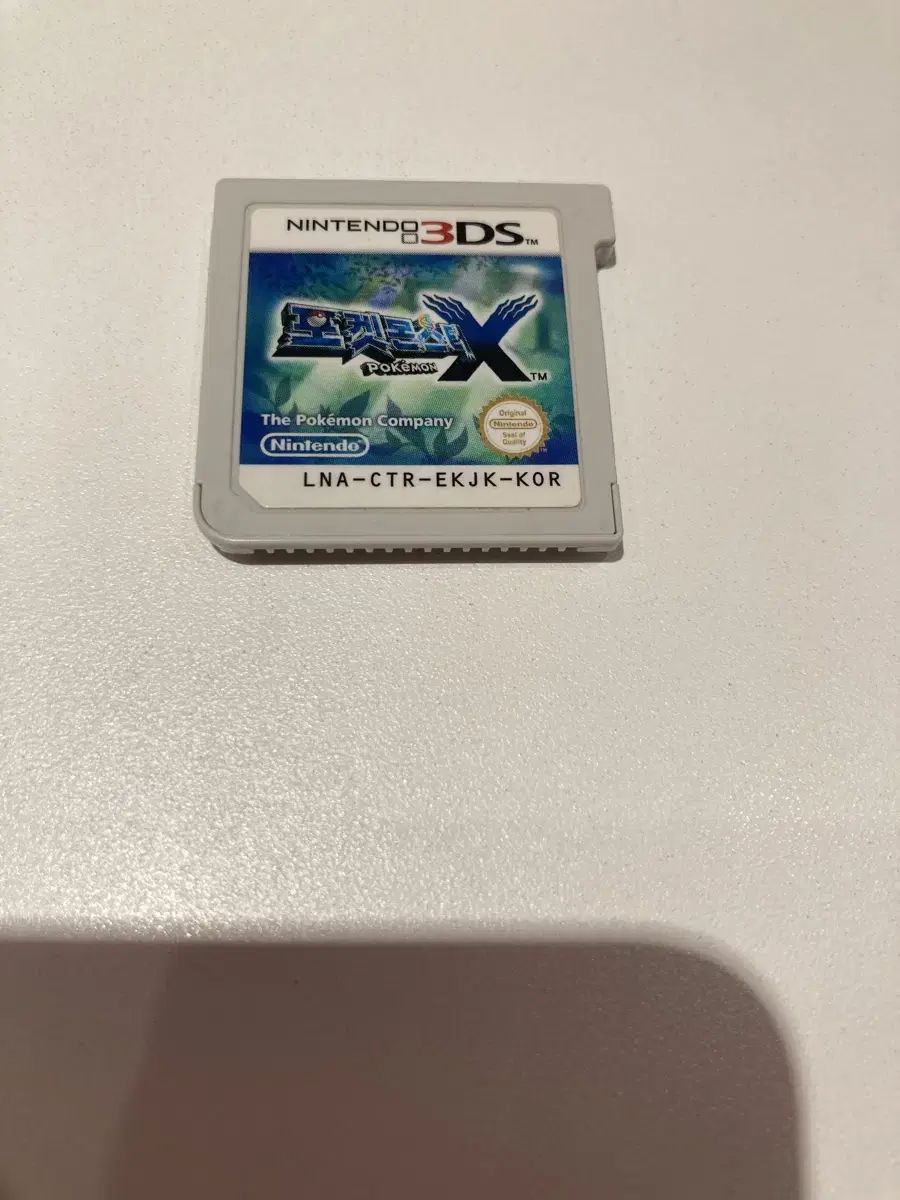 NINTENDO 3DS™
포켓몬스터 X™
POKéMON
The Pokémon Company
Nintendo®
Original
Nintendo
Seal of
Quality
LNA-CTR-EKJK-KOR